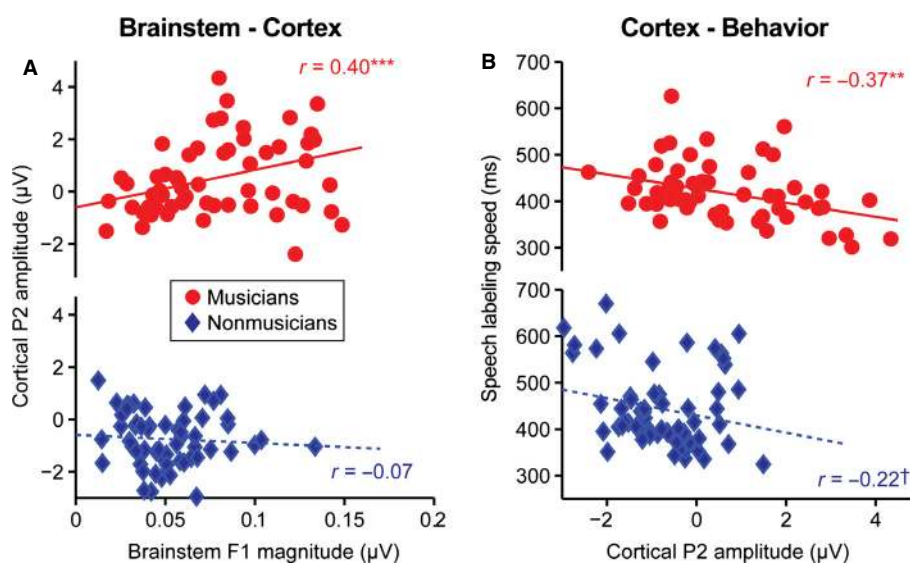 Brainstem - Cortex
Cortex - Behavior
A
r = 0.40***
4
2
0
−2
Cortical P2 amplitude (µV)
Musicians
Nonmusicians
2
0
−2
r = −0.07
0
0.05
0.1
0.15
0.2
Brainstem F1 magnitude (µV)
B
r = −0.37**
700
600
500
400
300
Speech labeling speed (ms)
700
600
500
400
300
r = −0.22†
−2
0
2
4
Cortical P2 amplitude (µV)